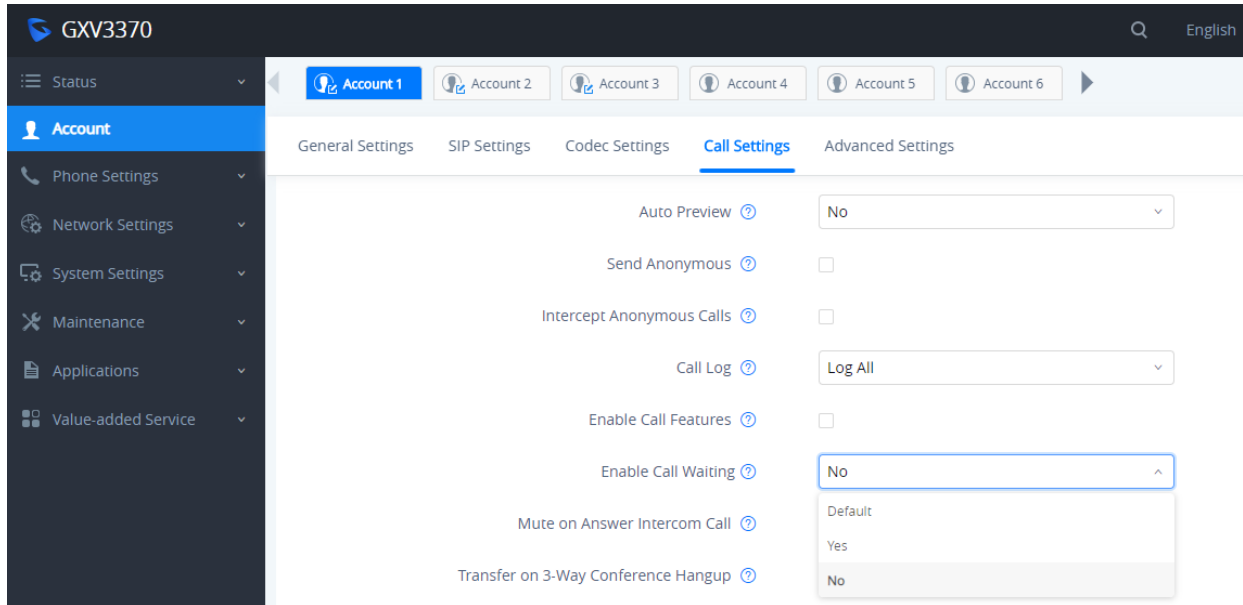 GXV3370
English
Status
Account
Phone Settings
Network Settings
System Settings
Maintenance
Applications
Value-added Service
Account 1
Account 2
Account 3
Account 4
Account 5
Account 6
General Settings
SIP Settings
Codec Settings
Call Settings
Advanced Settings
Auto Preview ? No
Send Anonymous ?
Intercept Anonymous Calls ?
Call Log ? Log All
Enable Call Features ?
Enable Call Waiting ? No
Default
Yes
No
Mute on Answer Intercom Call ?
Transfer on 3-Way Conference Hangup ?